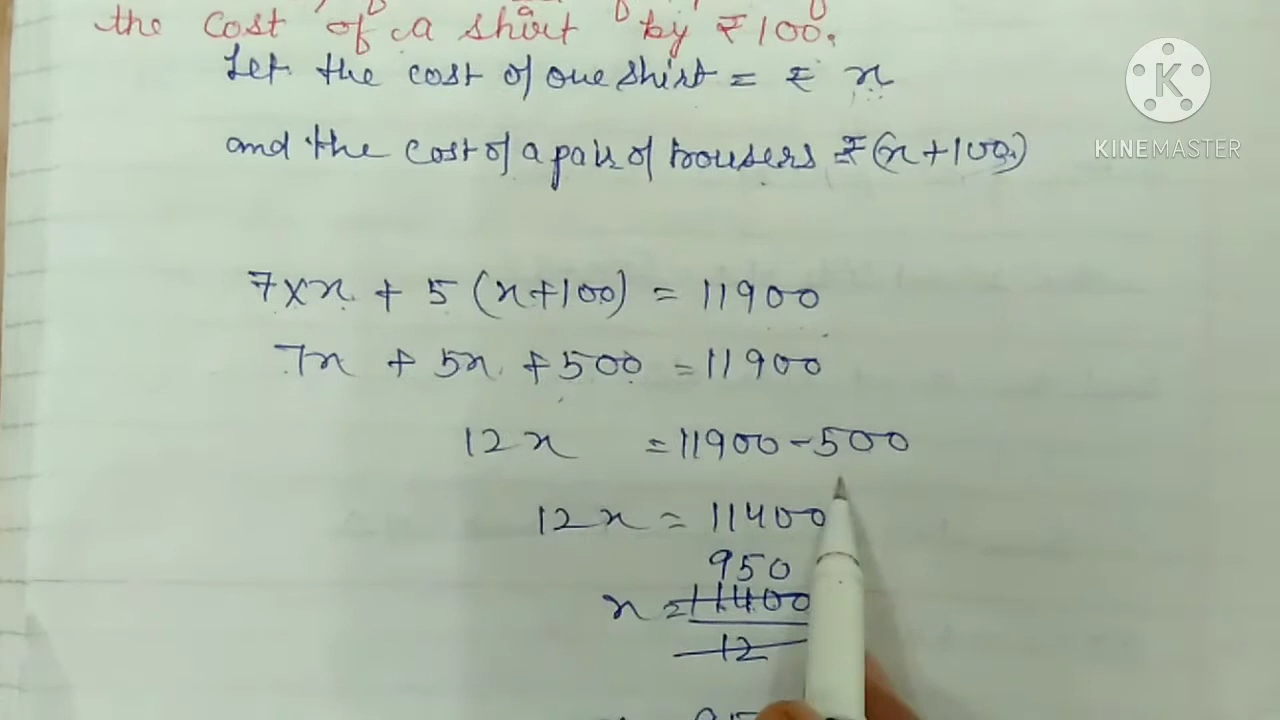 the cost of a shirt by ₹100.
Let the cost of one shirt = ₹ x
and the cost of a pair of trousers = ₹(x+100)
K
KINEMASTER
7×x + 5 (x+100) = 11900
7x + 5x + 500 = 11900
12x = 11900-500
12x = 11400
950
x = 11400
12